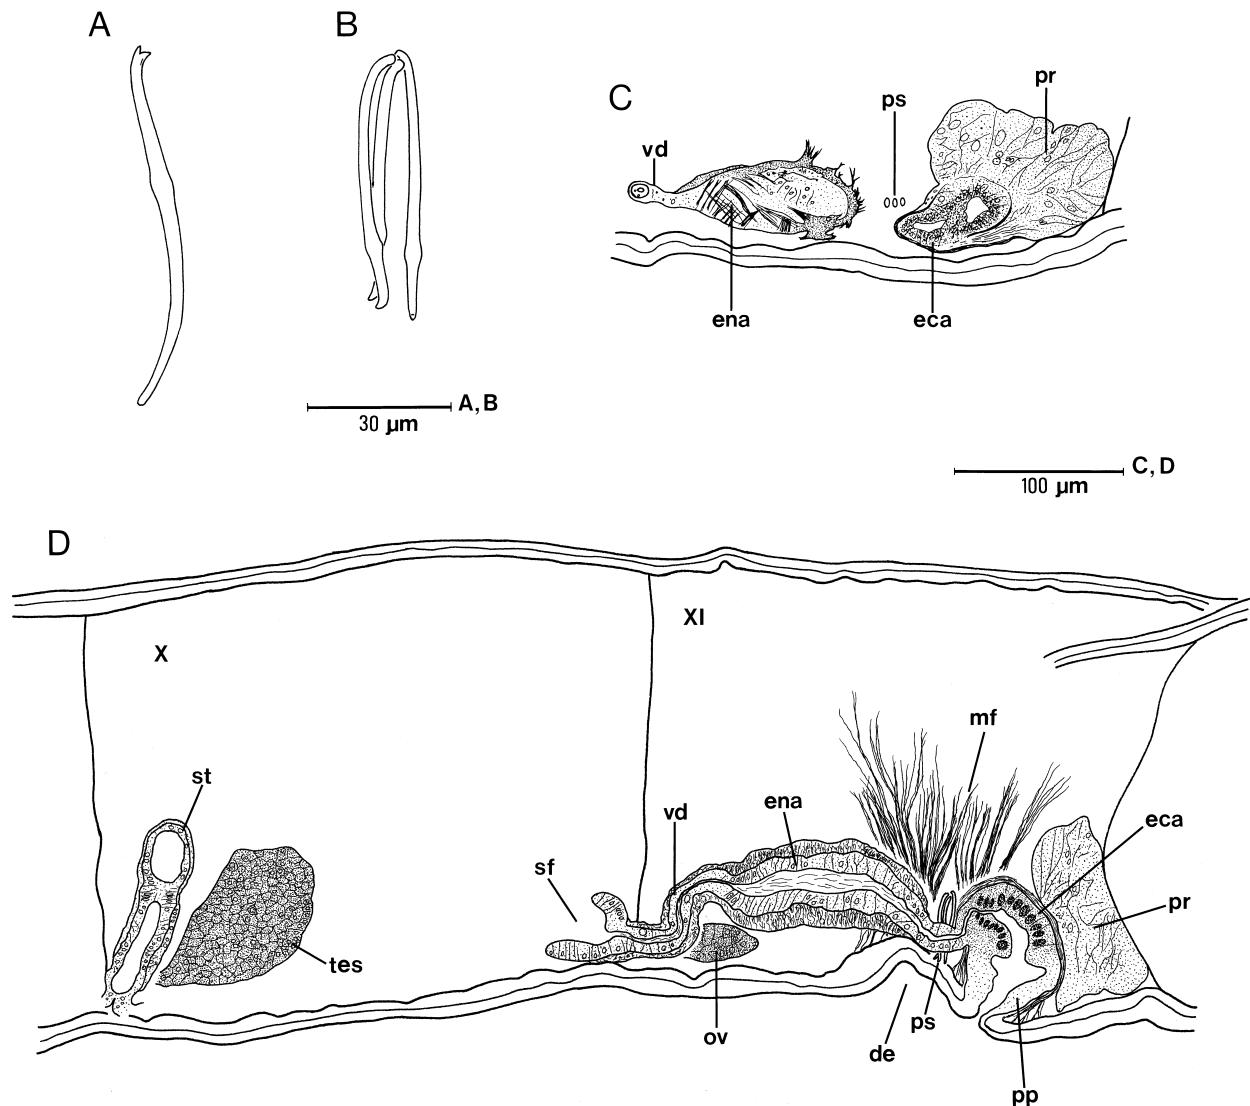 A
B
C
ps
pr
vd
ena
eca
A, B
30 µm
C, D
100 µm
D
X
XI
st
tes
sf
vd
ena
mf
eca
pr
ov
ps
de
pp